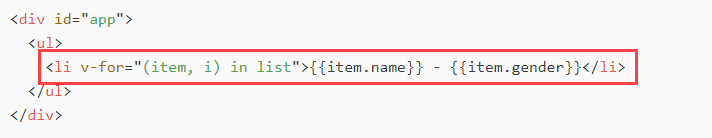 <div id="app">
<ul>
<li v-for="(item, i) in list">{{item.name}} - {{item.gender}}</li>
</ul>
</div>